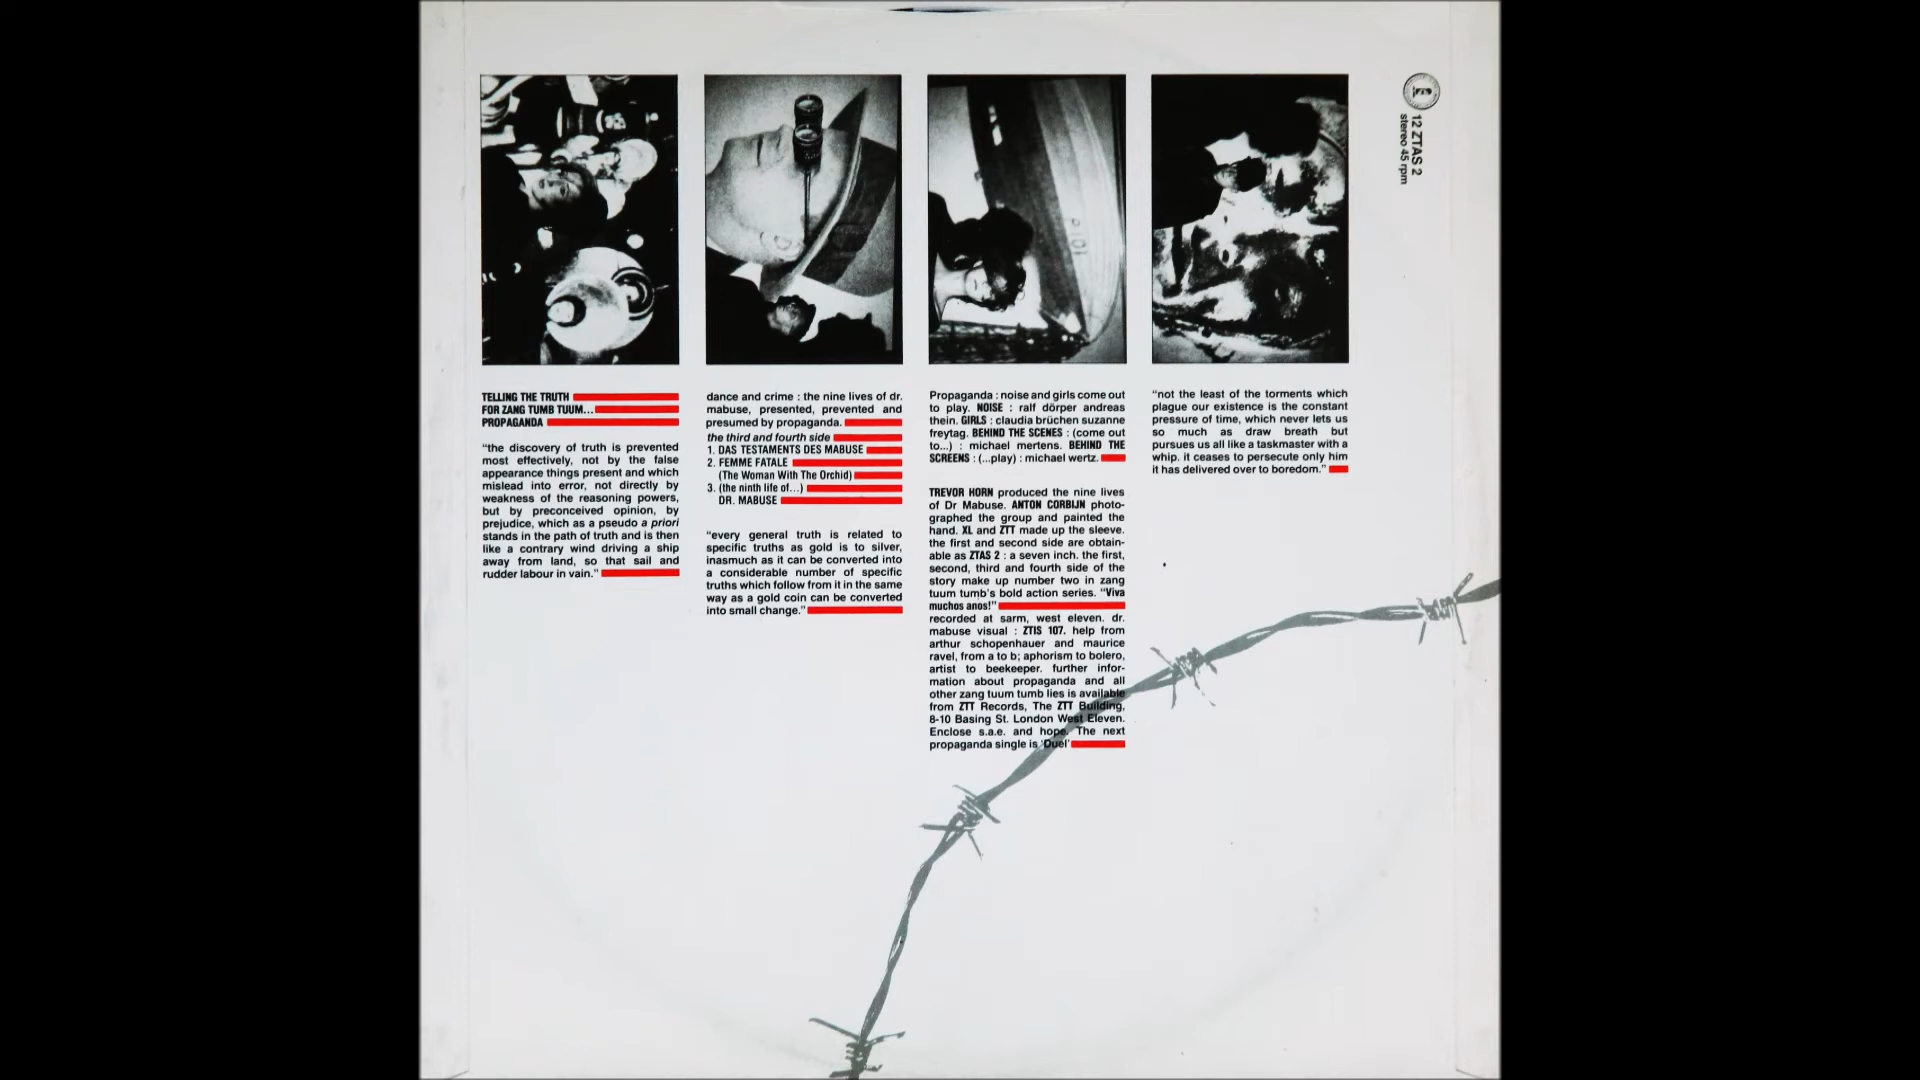 TELLING THE TRUTH
FOR ZANG TUMB TUUM...
PROPAGANDA
“the discovery of truth is prevented
most effectively, not by the false
appearance things present and which
mislead into error, not directly by
weakness of the reasoning powers,
but by preconceived opinion, by
prejudice, which as a pseudo a priori
stands in the path of truth and is then
like a contrary wind driving a ship
away from land, so that sail and
rudder labour in vain.”
dance and crime : the nine lives of dr.
mabuse, presented, prevented and
presumed by propaganda.
the third and fourth side
1. DAS TESTAMENTS DES MABUSE
2. FEMME FATALE
(The Woman With The Orchid)
3. (the ninth life of...)
DR. MABUSE
“every general truth is related to
specific truths as gold is to silver,
inasmuch as it can be converted into
a considerable number of specific
truths which follow from it in the same
way as a gold coin can be converted
into small change.”
Propaganda : noise and girls come out
to play. NOISE : ralf dörper andreas
thein. GIRLS : claudia brüchen suzanne
freytag. BEHIND THE SCENES : (come out
to...) : michael mertens. BEHIND THE
SCREENS : (...play) : michael wertz.
TREVOR HORN produced the nine lives
of Dr Mabuse. ANTON CORBIJN photo-
graphed the group and painted the
hand. XL and ZTT made up the sleeve.
the first and second side are obtain-
able as ZTAS 2 : a seven inch. the first,
second, third and fourth side of the
story make up number two in zang
tuum tumb's bold action series. “Viva
muchos anos!”
recorded at sarm, west eleven. dr.
mabuse visual : ZTIS 107. help from
arthur schopenhauer and maurice
ravel, from a to b; aphorism to bolero,
artist to beekeeper. further infor-
mation about propaganda and all
other zang tuum tumb lies is available
from ZTT Records, The ZTT Building,
8-10 Basing St. London West Eleven.
Enclose s.a.e. and hope. The next
propaganda single is 'Duel'
“not the least of the torments which
plague our existence is the constant
pressure of time, which never lets us
so much as draw breath but
pursues us all like a taskmaster with a
whip. it ceases to persecute only him
it has delivered over to boredom.”
12 ZTAS 2
stereo 45 rpm